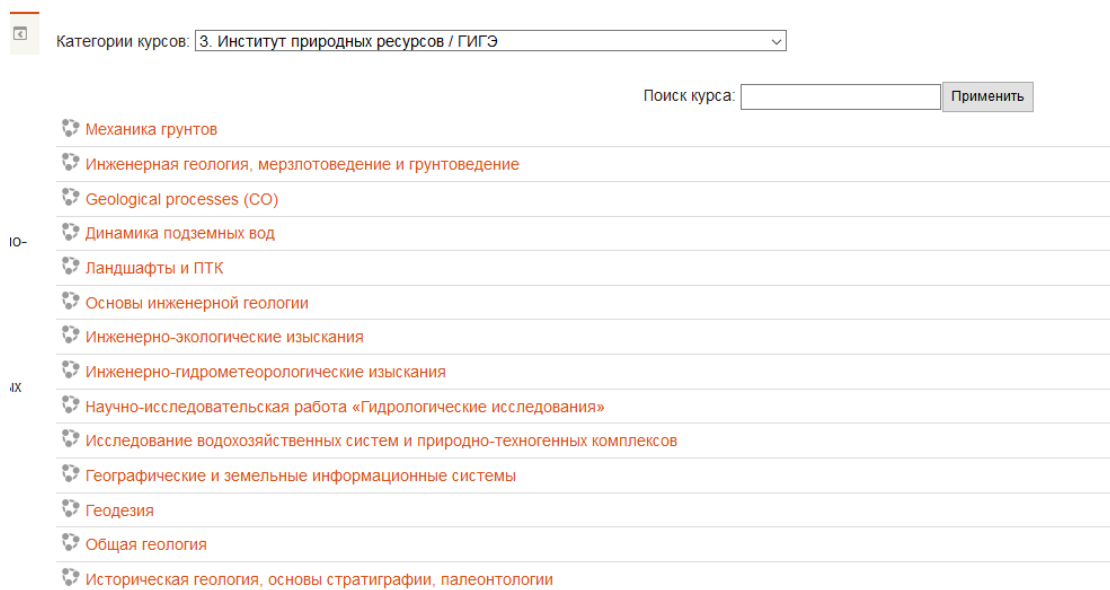 Категории курсов: 3. Институт природных ресурсов / ГИГЭ
Поиск курса: Применить
Механика грунтов
Инженерная геология, мерзлотоведение и грунтоведение
Geological processes (CO)
Динамика подземных вод
Ландшафты и ПТК
Основы инженерной геологии
Инженерно-экологические изыскания
Инженерно-гидрометеорологические изыскания
Научно-исследовательская работа «Гидрологические исследования»
Исследование водохозяйственных систем и природно-техногенных комплексов
Географические и земельные информационные системы
Геодезия
Общая геология
Историческая геология, основы стратиграфии, палеонтологии